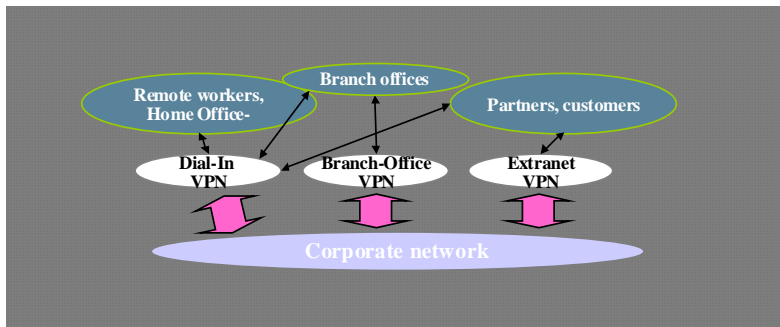 Branch offices
Remote workers,
Home Office-
Partners, customers
Dial-In
VPN
Branch-Office
VPN
Extranet
VPN
Corporate network